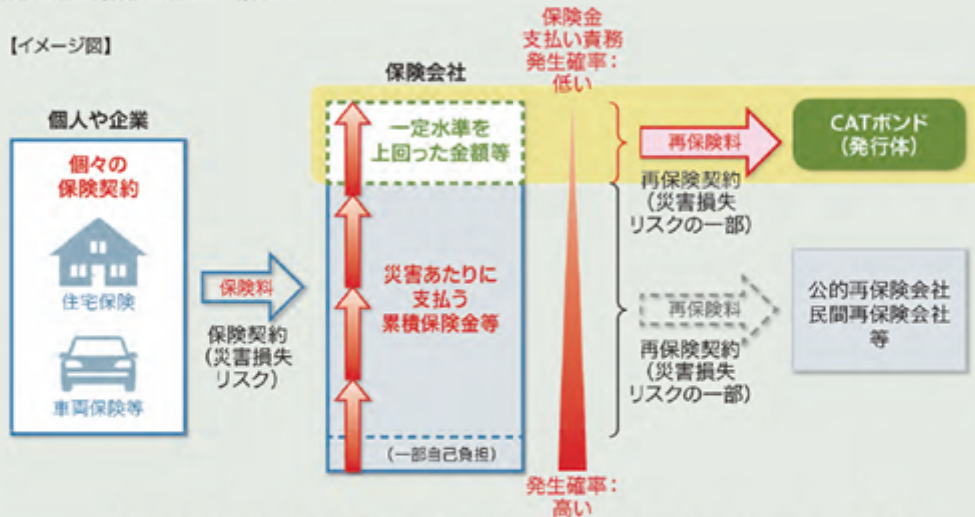 【イメージ図】
個人や企業
個々の
保険契約
住宅保険
車両保険等
保険料
保険契約
(災害損失
リスク)
保険会社
一定水準を
上回った金額等
災害あたりに
支払う
累積保険金等
(一部自己負担)
保険金
支払い責務
発生確率：
低い
発生確率：
高い
再保険料
再保険契約
(災害損失
リスクの一部)
再保険料
再保険契約
(災害損失
リスクの一部)
CATボンド
(発行体)
公的再保険会社
民間再保険会社
等